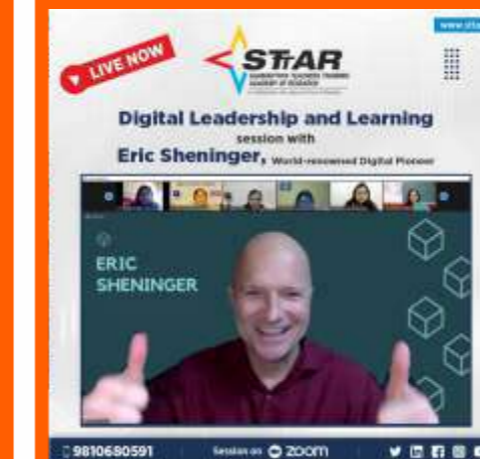 LIVE NOW
STTAR
Digital Leadership and Learning
session with
Eric Sheninger, World-renowned Digital Pioneer
ERIC
SHENINGER
9810680591
Session on zoom